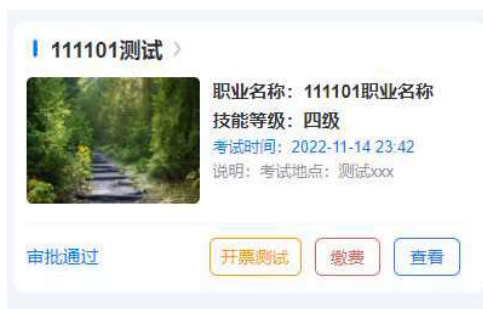 111101测试
职业名称：111101职业名称
技能等级：四级
考试时间：2022-11-14 23:42
说明：考试地点：测试xxx
审批通过 开票测试 缴费 查看